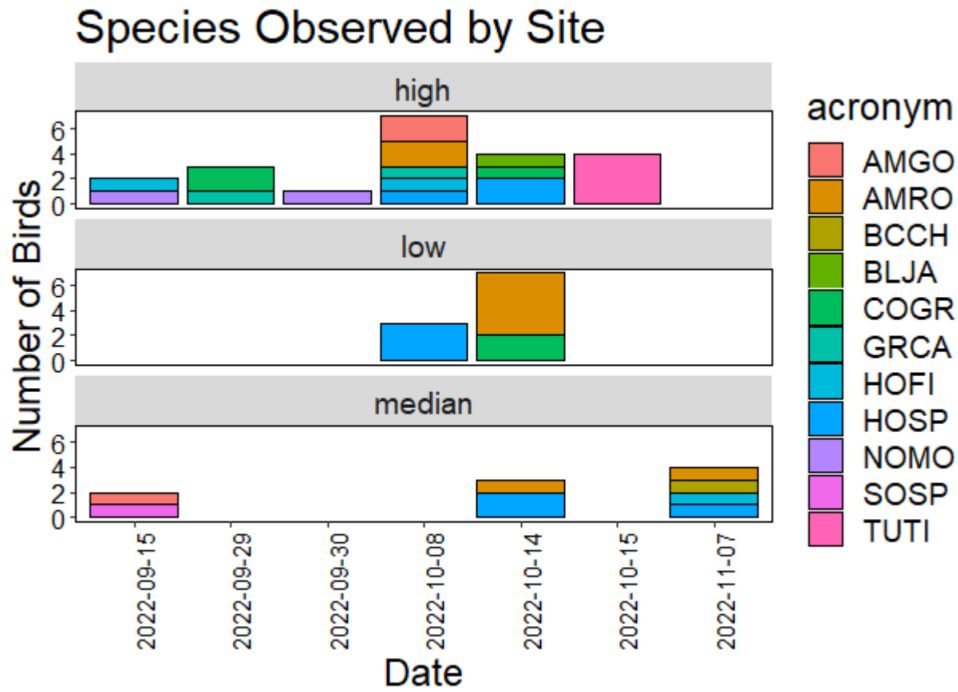 Species Observed by Site
high
6
4
2
0
low
6
4
2
0
median
6
4
2
0
Number of Birds
2022-09-15
2022-09-29
2022-09-30
2022-10-08
2022-10-14
2022-10-15
2022-11-07
Date
acronym
AMGO
AMRO
BCCH
BLJA
COGR
GRCA
HOFI
HOSP
NOMO
SOSP
TUTI